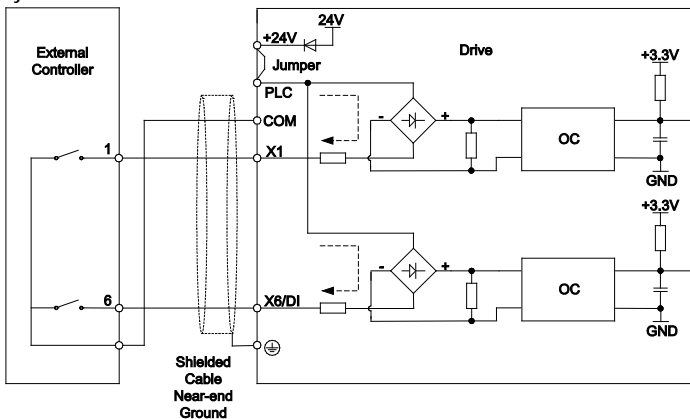 24V
+24V
External
Controller
Drive
+3.3V
Jumper
PLC
COM
- +
OC
1
X1
GND
+3.3V
- +
OC
6
X6/DI
GND
Shielded
Cable
Near-end
Ground